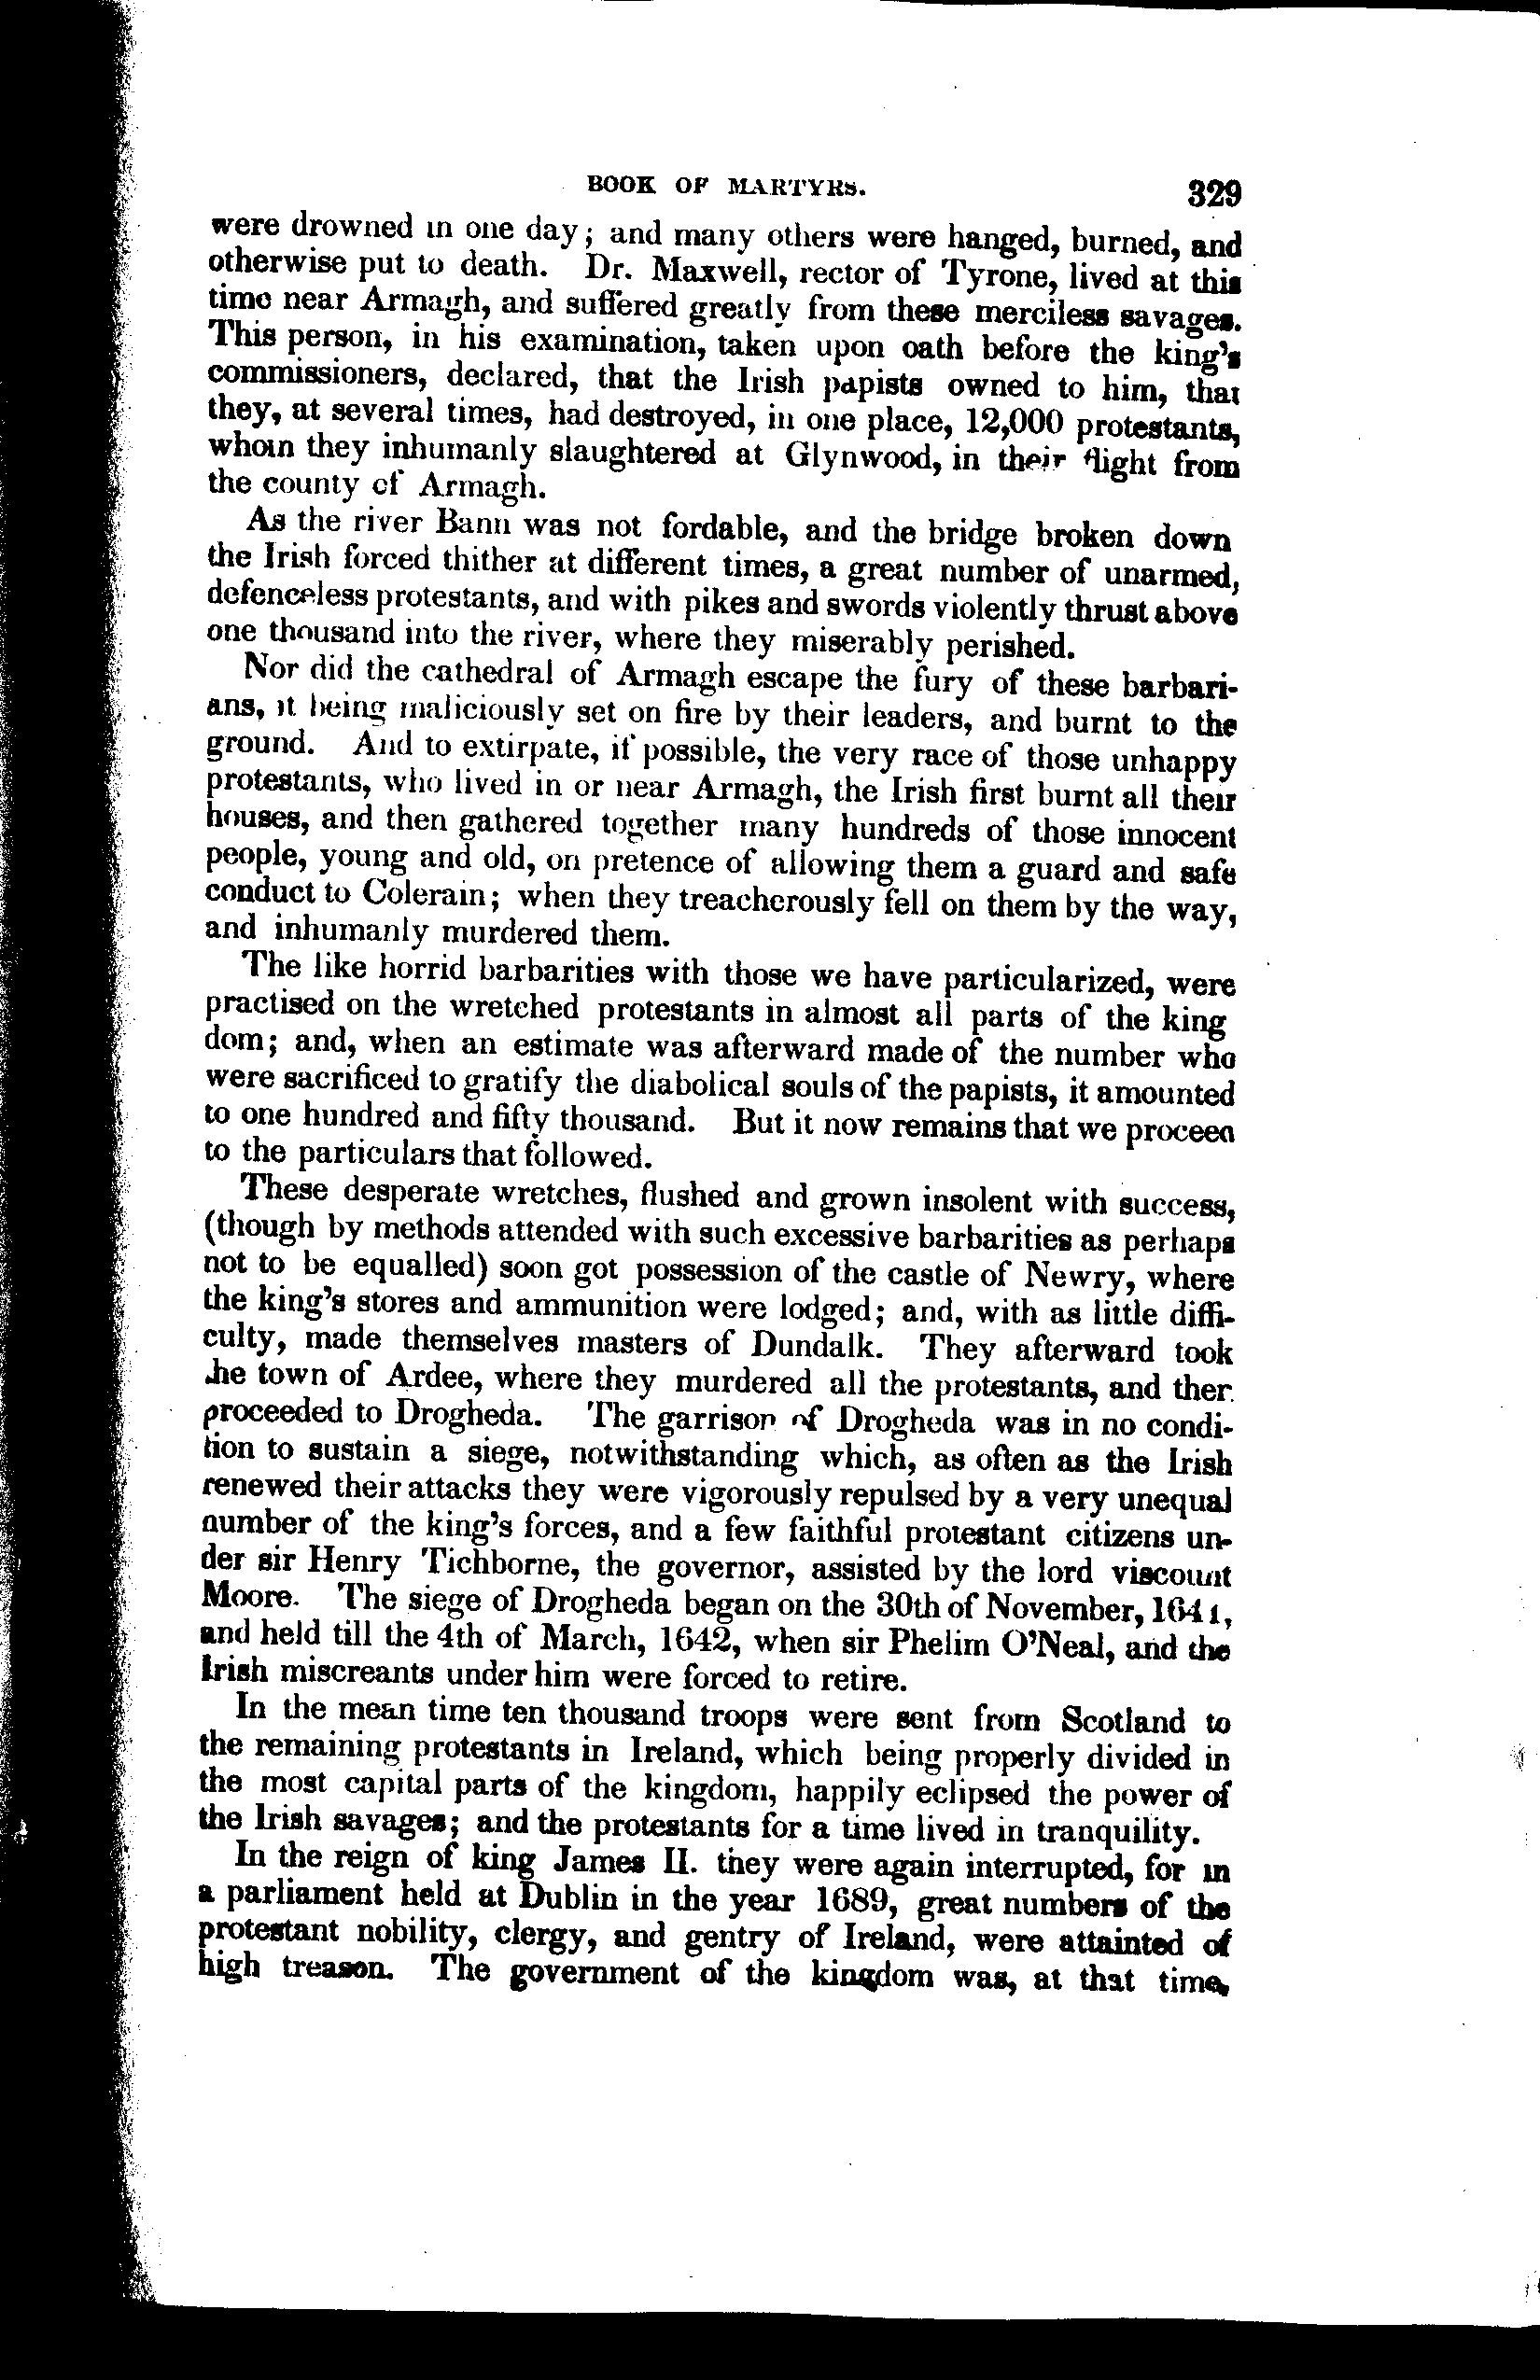 BOOK OF MARTYRS. 329
were drowned in one day; and many others were hanged, burned, and
otherwise put to death. Dr. Maxwell, rector of Tyrone, lived at this
time near Armagh, and suffered greatly from these merciless savages.
This person, in his examination, taken upon oath before the king's
commissioners, declared, that the Irish papists owned to him, that
they, at several times, had destroyed, in one place, 12,000 protestants,
whom they inhumanly slaughtered at Glynwood, in their flight from
the county of Armagh.
As the river Bann was not fordable, and the bridge broken down
the Irish forced thither at different times, a great number of unarmed,
defenceless protestants, and with pikes and swords violently thrust above
one thousand into the river, where they miserably perished.
Nor did the cathedral of Armagh escape the fury of these barbari-
ans, it being maliciously set on fire by their leaders, and burnt to the
ground. And to extirpate, if possible, the very race of those unhappy
protestants, who lived in or near Armagh, the Irish first burnt all their
houses, and then gathered together many hundreds of those innocent
people, young and old, on pretence of allowing them a guard and safe
conduct to Colerain; when they treacherously fell on them by the way,
and inhumanly murdered them.
The like horrid barbarities with those we have particularized, were
practised on the wretched protestants in almost all parts of the king
dom; and, when an estimate was afterward made of the number who
were sacrificed to gratify the diabolical souls of the papists, it amounted
to one hundred and fifty thousand. But it now remains that we proceed
to the particulars that followed.
These desperate wretches, flushed and grown insolent with success,
(though by methods attended with such excessive barbarities as perhaps
not to be equalled) soon got possession of the castle of Newry, where
the king's stores and ammunition were lodged; and, with as little diffi-
culty, made themselves masters of Dundalk. They afterward took
the town of Ardee, where they murdered all the protestants, and then
proceeded to Drogheda. The garrison of Drogheda was in no condi-
tion to sustain a siege, notwithstanding which, as often as the Irish
renewed their attacks they were vigorously repulsed by a very unequal
number of the king's forces, and a few faithful protestant citizens un-
der sir Henry Tichborne, the governor, assisted by the lord viscount
Moore. The siege of Drogheda began on the 30th of November, 1641,
and held till the 4th of March, 1642, when sir Phelim O'Neal, and the
Irish miscreants under him were forced to retire.
In the mean time ten thousand troops were sent from Scotland to
the remaining protestants in Ireland, which being properly divided in
the most capital parts of the kingdom, happily eclipsed the power of
the Irish savages; and the protestants for a time lived in tranquility.
In the reign of king James II. they were again interrupted, for in
a parliament held at Dublin in the year 1689, great numbers of the
protestant nobility, clergy, and gentry of Ireland, were attainted of
high treason. The government of the kingdom was, at that time,